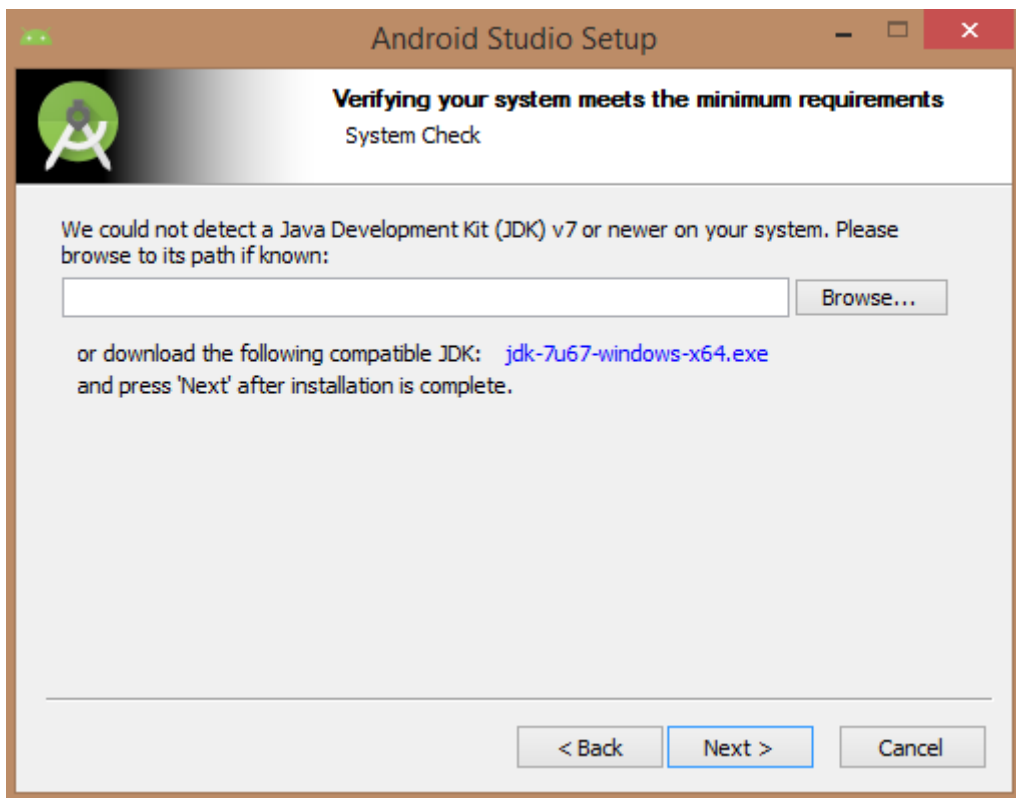 Android Studio Setup
Verifying your system meets the minimum requirements
System Check
We could not detect a Java Development Kit (JDK) v7 or newer on your system. Please
browse to its path if known:
Browse...
or download the following compatible JDK: jdk-7u67-windows-x64.exe
and press 'Next' after installation is complete.
< Back Next > Cancel